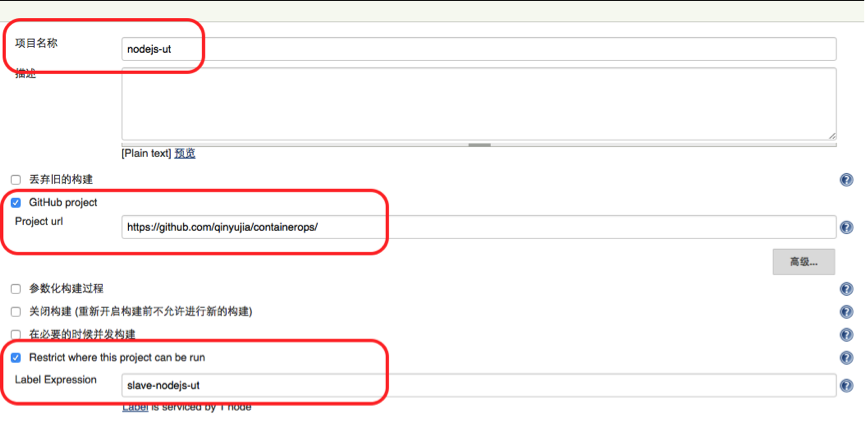 项目名称
nodejs-ut
描述
[Plain text] 预览
丢弃旧的构建
GitHub project
Project url
https://github.com/qinyujia/containerops/
高级...
参数化构建过程
关闭构建 (重新开启构建前不允许进行新的构建)
在必要的时候并发构建
Restrict where this project can be run
Label Expression
slave-nodejs-ut
Label is serviced by 1 node